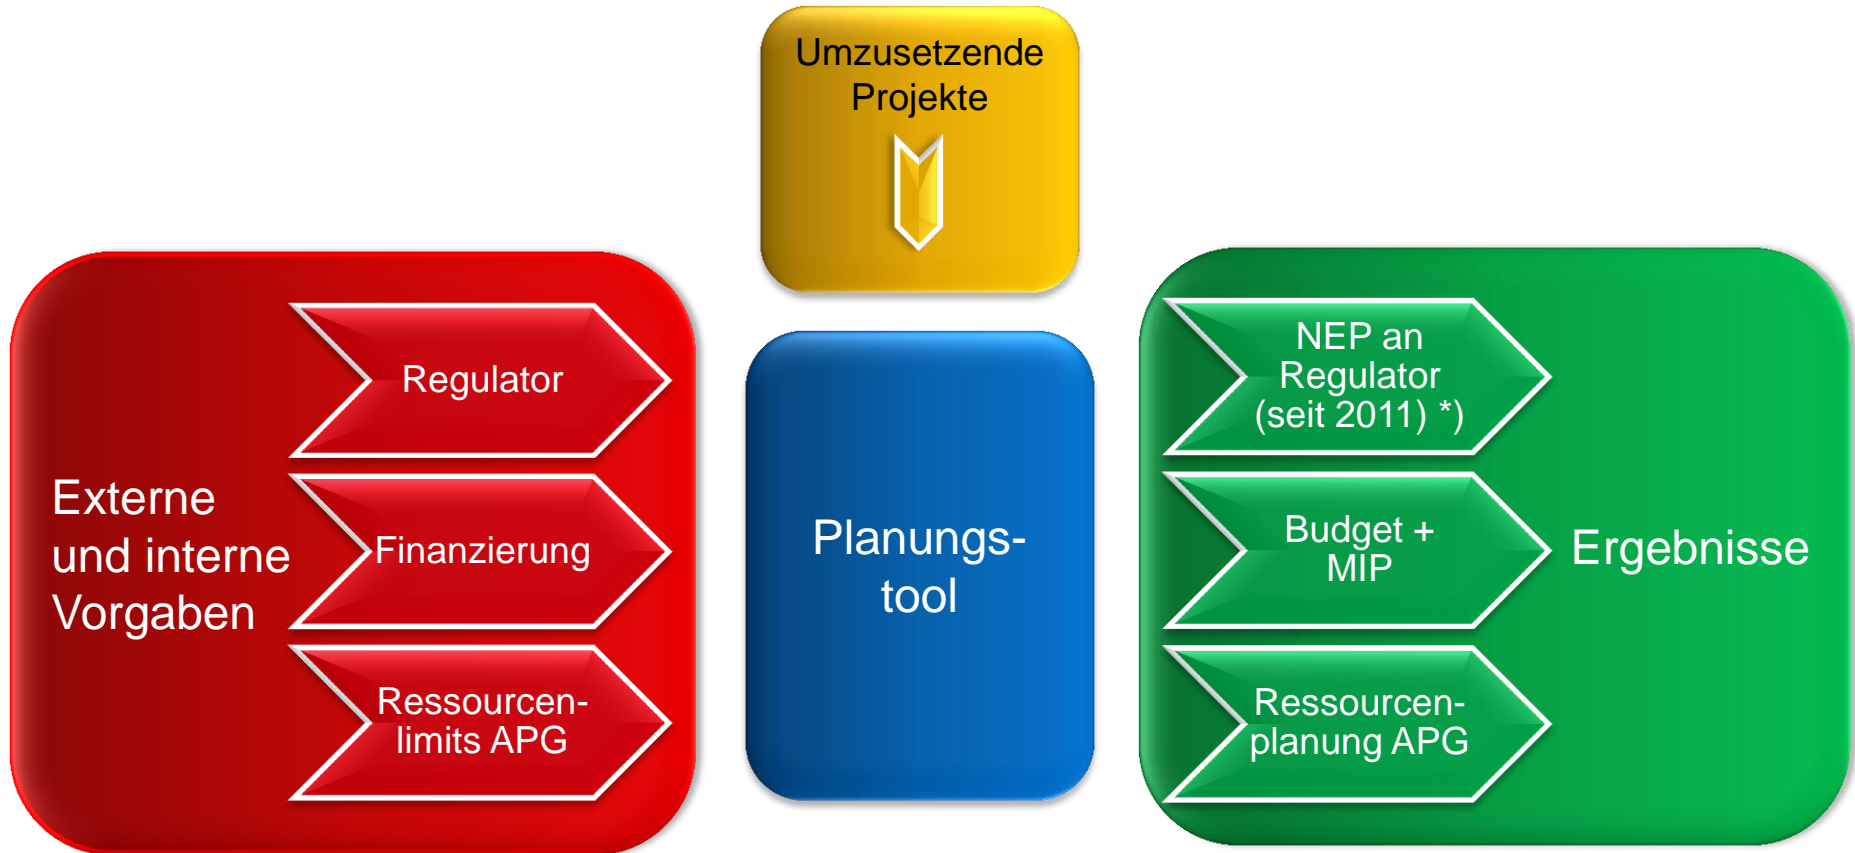 Umzusetzende
Projekte
Externe
und interne
Vorgaben
Regulator
Finanzierung
Ressourcen-
limits APG
Planungs-
tool
NEP an
Regulator
(seit 2011) *)
Budget +
MIP
Ressourcen-
planung APG
Ergebnisse